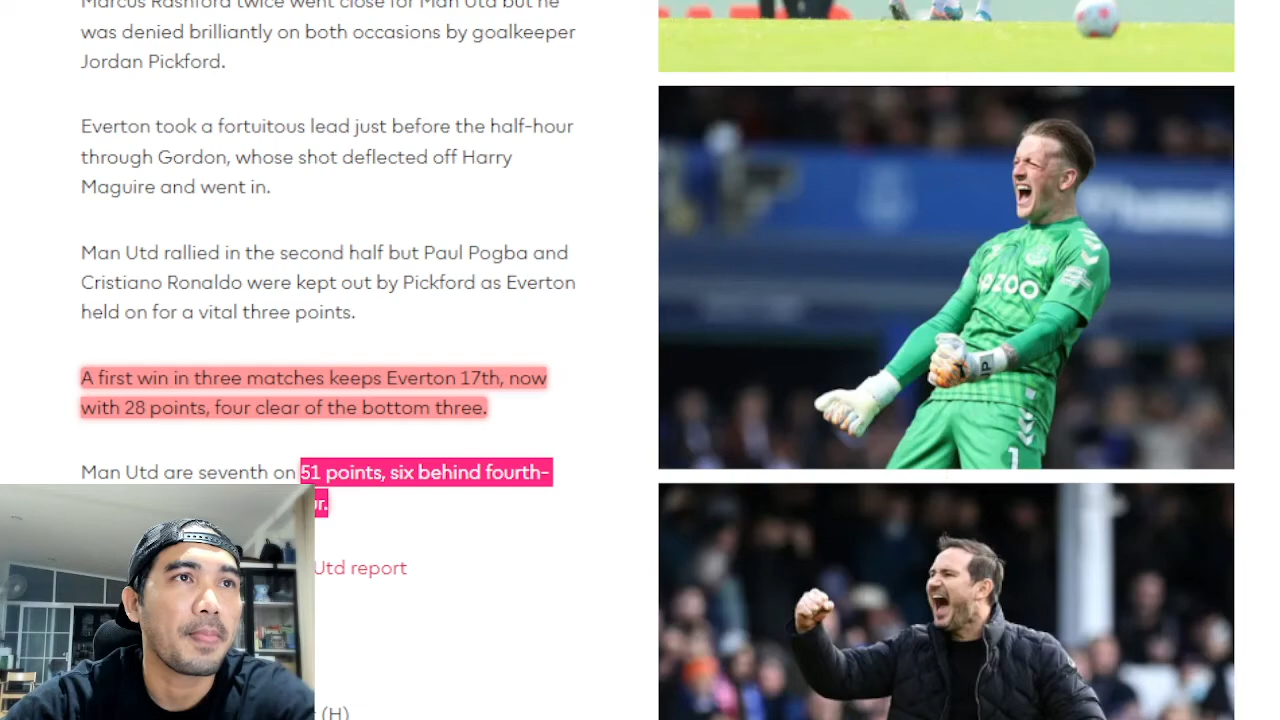 Marcus Rashford twice went close for Man Utd but he
was denied brilliantly on both occasions by goalkeeper
Jordan Pickford.
Everton took a fortuitous lead just before the half-hour
through Gordon, whose shot deflected off Harry
Maguire and went in.
Man Utd rallied in the second half but Paul Pogba and
Cristiano Ronaldo were kept out by Pickford as Everton
held on for a vital three points.
A first win in three matches keeps Everton 17th, now
with 28 points, four clear of the bottom three.
Man Utd are seventh on 51 points, six behind fourth-
Utd report
(H)
1